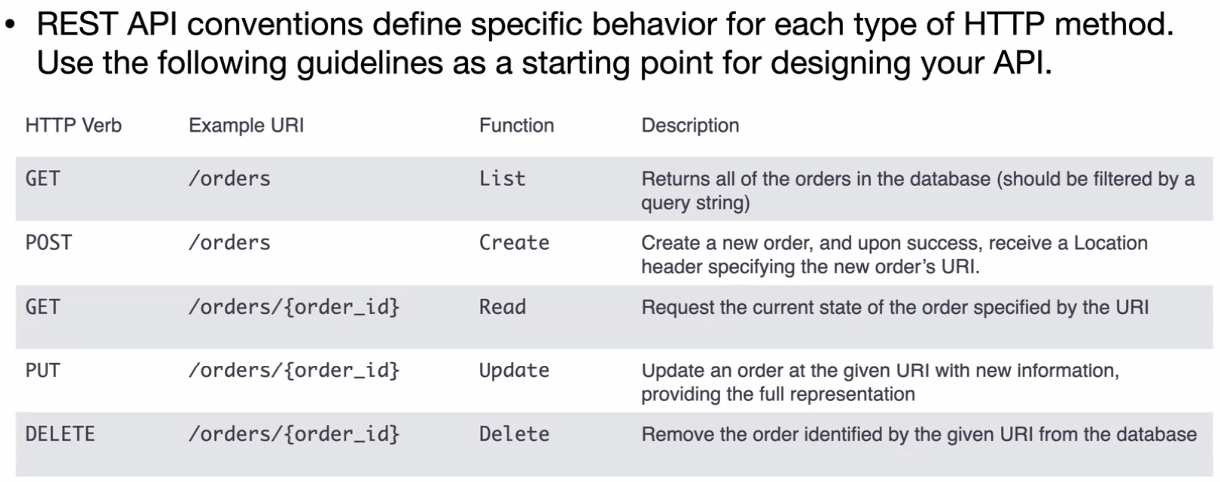 • REST API conventions define specific behavior for each type of HTTP method.
Use the following guidelines as a starting point for designing your API.
HTTP Verb Example URI Function Description
GET /orders List Returns all of the orders in the database (should be filtered by a
query string)
POST /orders Create Create a new order, and upon success, receive a Location
header specifying the new order's URI.
GET /orders/{order_id} Read Request the current state of the order specified by the URI
PUT /orders/{order_id} Update Update an order at the given URI with new information,
providing the full representation
DELETE /orders/{order_id} Delete Remove the order identified by the given URI from the database